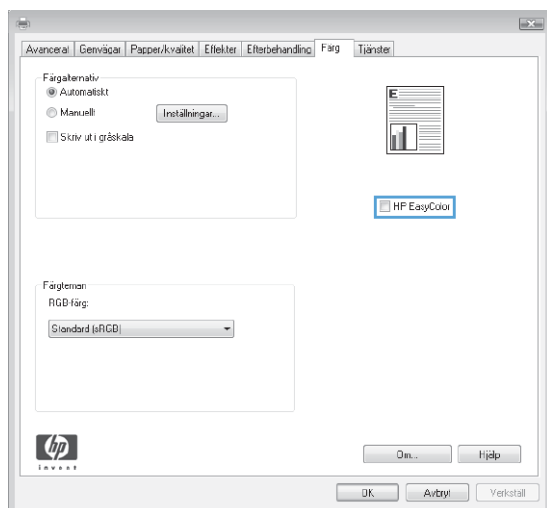 Avancerat Genvägar Papper/kvalitet Effekter Efterbehandling Färg Tjänster
Färgalternativ
Automatiskt
Manuellt Inställningar...
Skriv ut i gråskala
E
HP EasyColor
Färgteman
RGB-färg:
Standard (sRGB)
hp
invent
Om... Hjälp
OK Avbryt Verkställ